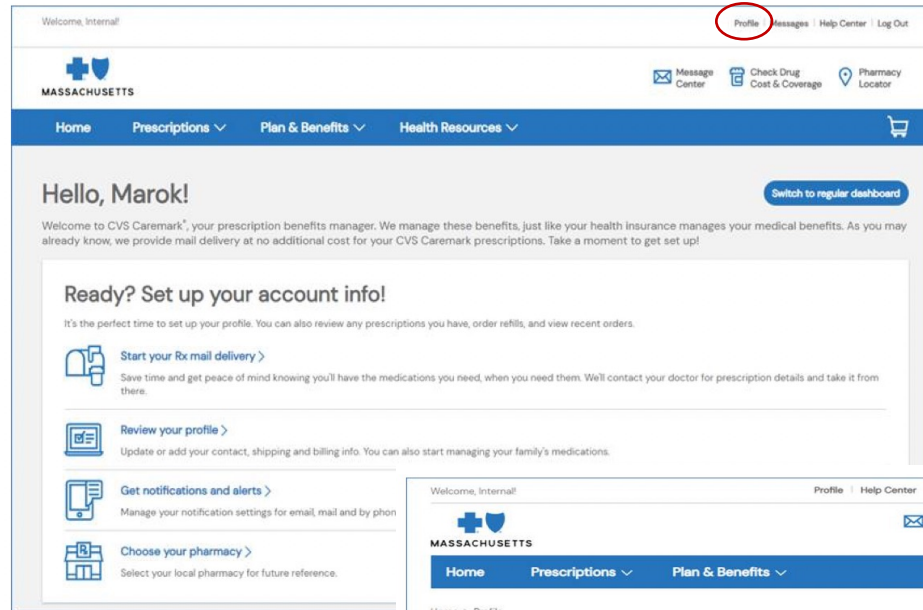 Welcome, Internal!
Profile | Messages | Help Center | Log Out
MASSACHUSETTS
Message Center
Check Drug Cost & Coverage
Pharmacy Locator
Home Prescriptions Plan & Benefits Health Resources
Hello, Marok!
Switch to regular dashboard
Welcome to CVS Caremark®, your prescription benefits manager. We manage these benefits, just like your health insurance manages your medical benefits. As you may
already know, we provide mail delivery at no additional cost for your CVS Caremark prescriptions. Take a moment to get set up!
Ready? Set up your account info!
It's the perfect time to set up your profile. You can also review any prescriptions you have, order refills, and view recent orders.
Start your Rx mail delivery >
Save time and get peace of mind knowing you'll have the medications you need, when you need them. We'll contact your doctor for prescription details and take it from
there.
Review your profile >
Update or add your contact, shipping and billing info. You can also start managing your family's medications.
Get notifications and alerts >
Manage your notification settings for email, mail and by phon
Choose your pharmacy >
Select your local pharmacy for future reference.
Welcome, Internal!
Profile | Help Center
MASSACHUSETTS
Home Prescriptions Plan & Benefits